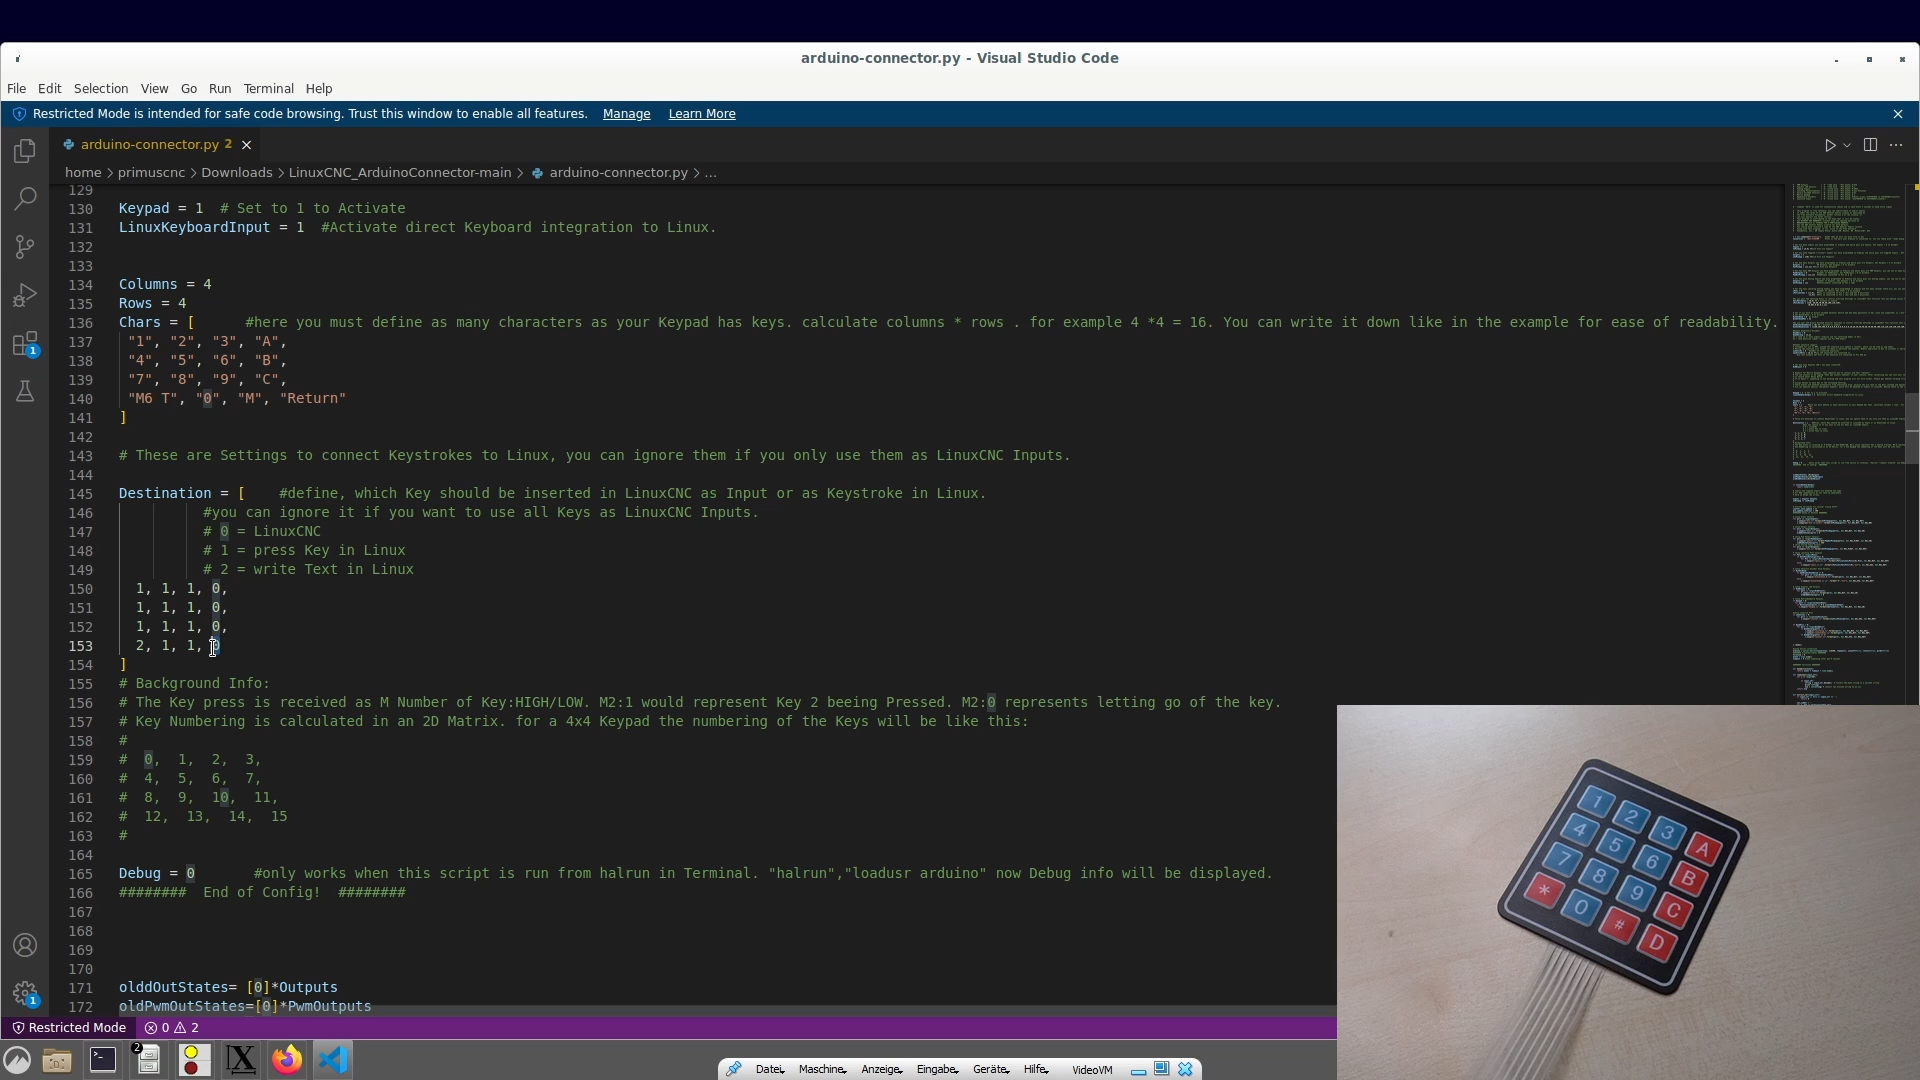 arduino-connector.py - Visual Studio Code
File Edit Selection View Go Run Terminal Help
Restricted Mode is intended for safe code browsing. Trust this window to enable all features. Manage Learn More
arduino-connector.py 2
home > primuscnc > Downloads > LinuxCNC_ArduinoConnector-main > arduino-connector.py > ...
129
130 Keypad = 1  # Set to 1 to Activate
131 LinuxKeyboardInput = 1  #Activate direct Keyboard integration to Linux.
132
133
134 Columns = 4
135 Rows = 4
136 Chars = [      #here you must define as many characters as your Keypad has keys. calculate columns * rows . for example 4 *4 = 16. You can write it down like in the example for ease of readability.
137 "1", "2", "3", "A",
138 "4", "5", "6", "B",
139 "7", "8", "9", "C",
140 "M6 T", "0", "M", "Return"
141 ]
142
143 # These are Settings to connect Keystrokes to Linux, you can ignore them if you only use them as LinuxCNC Inputs.
144
145 Destination = [    #define, which Key should be inserted in LinuxCNC as Input or as Keystroke in Linux.
146 #you can ignore it if you want to use all Keys as LinuxCNC Inputs.
147 # 0 = LinuxCNC
148 # 1 = press Key in Linux
149 # 2 = write Text in Linux
150 1, 1, 1, 0,
151 1, 1, 1, 0,
152 1, 1, 1, 0,
153 2, 1, 1, 0
154 ]
155 # Background Info:
156 # The Key press is received as M Number of Key:HIGH/LOW. M2:1 would represent Key 2 beeing Pressed. M2:0 represents letting go of the key.
157 # Key Numbering is calculated in an 2D Matrix. for a 4x4 Keypad the numbering of the Keys will be like this:
158 #
159 #  0,  1,  2,  3,
160 #  4,  5,  6,  7,
161 #  8,  9,  10,  11,
162 #  12,  13,  14,  15
163 #
164
165 Debug = 0       #only works when this script is run from halrun in Terminal. "halrun","loadusr arduino" now Debug info will be displayed.
166 ########  End of Config!  ########
167
168
169
170
171 olddOutStates= [0]*Outputs
172 oldPwmOutStates=[0]*PwmOutputs
1
1
1 2 3 A
4 5 6 B
7 8 9 C
* 0 # D
Restricted Mode 0 2
2
Datei Maschine Anzeige Eingabe Geräte Hilfe VideoVM